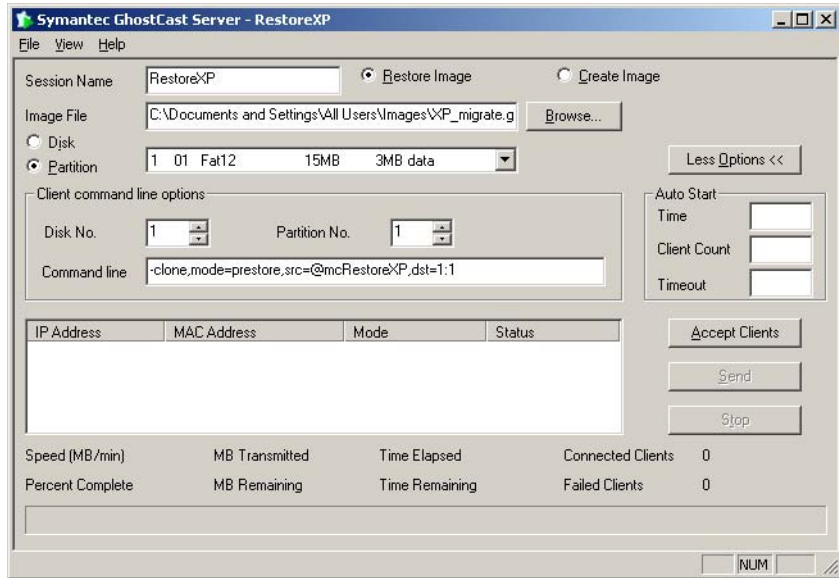 Symantec GhostCast Server - RestoreXP
File View Help
Session Name RestoreXP Restore Image Create Image
Image File C:\Documents and Settings\All Users\Images\XP_migrate.g Browse...
Disk
Partition 1 01 Fat12 15MB 3MB data Less Options <<
Client command line options Auto Start
Time
Disk No. 1 Partition No. 1
Client Count
Command line -clone,mode=prestore,src=@mcRestoreXP,dst=1:1
Timeout
IP Address MAC Address Mode Status Accept Clients
Send
Stop
Speed (MB/min) MB Transmitted Time Elapsed Connected Clients 0
Percent Complete MB Remaining Time Remaining Failed Clients 0
NUM